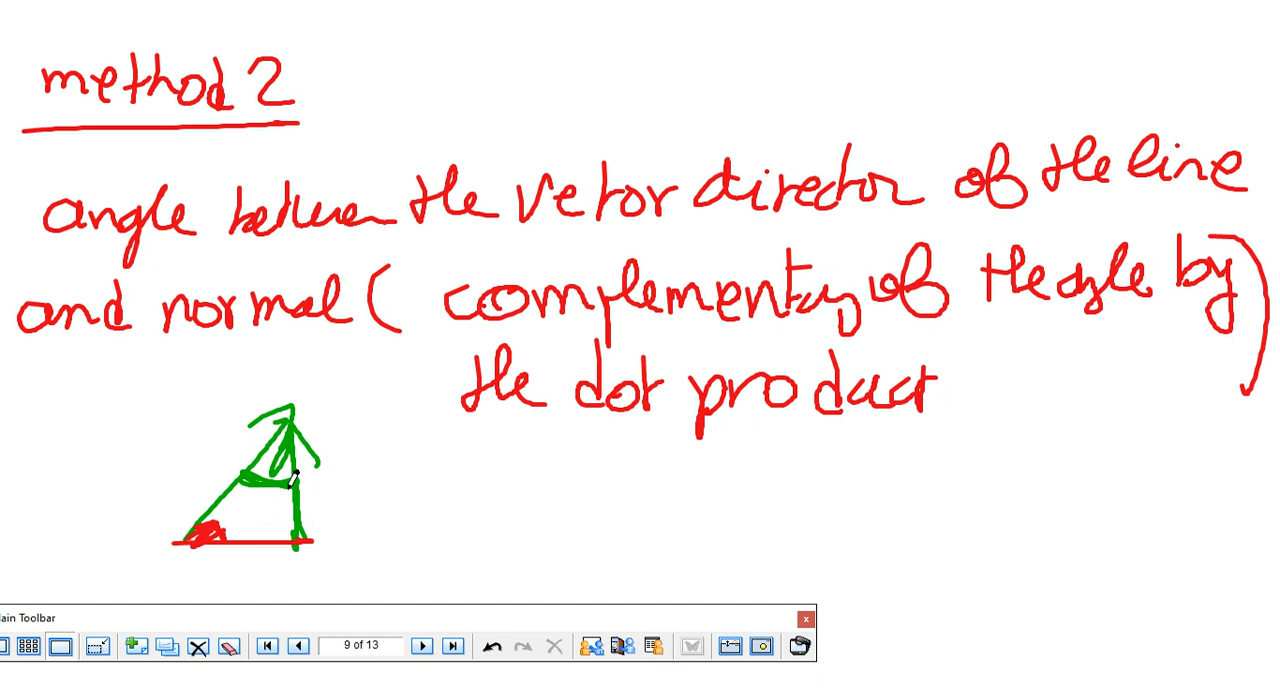 method 2
angle between the vector director of the line
and normal ( complementary of the angle by
the dot product )
ain Toolbar
9 of 13